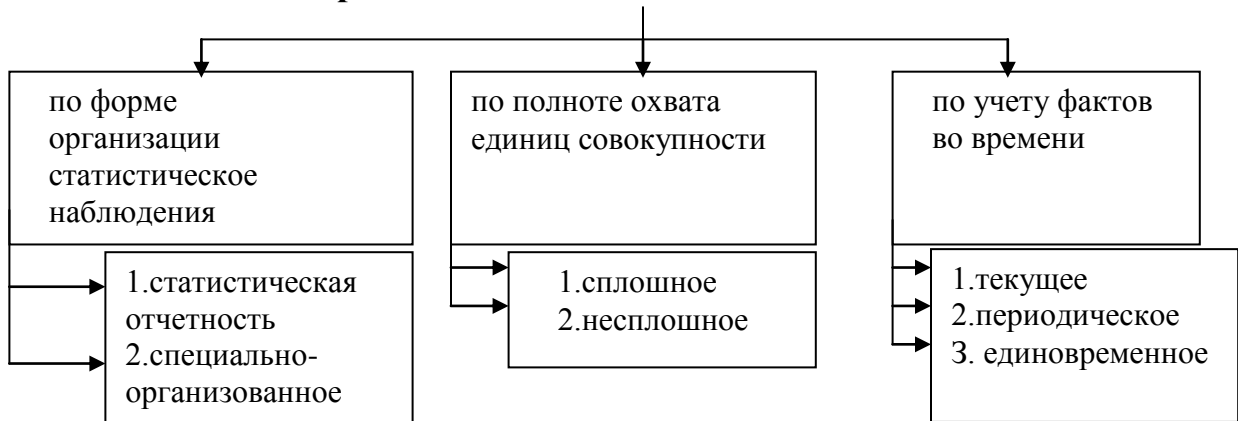 по форме
организации
статистическое
наблюдения
по полноте охвата
единиц совокупности
по учету фактов
во времени
1.статистическая
отчетность
2.специально-
организованное
1.сплошное
2.несплошное
1.текущее
2.периодическое
3. единовременное